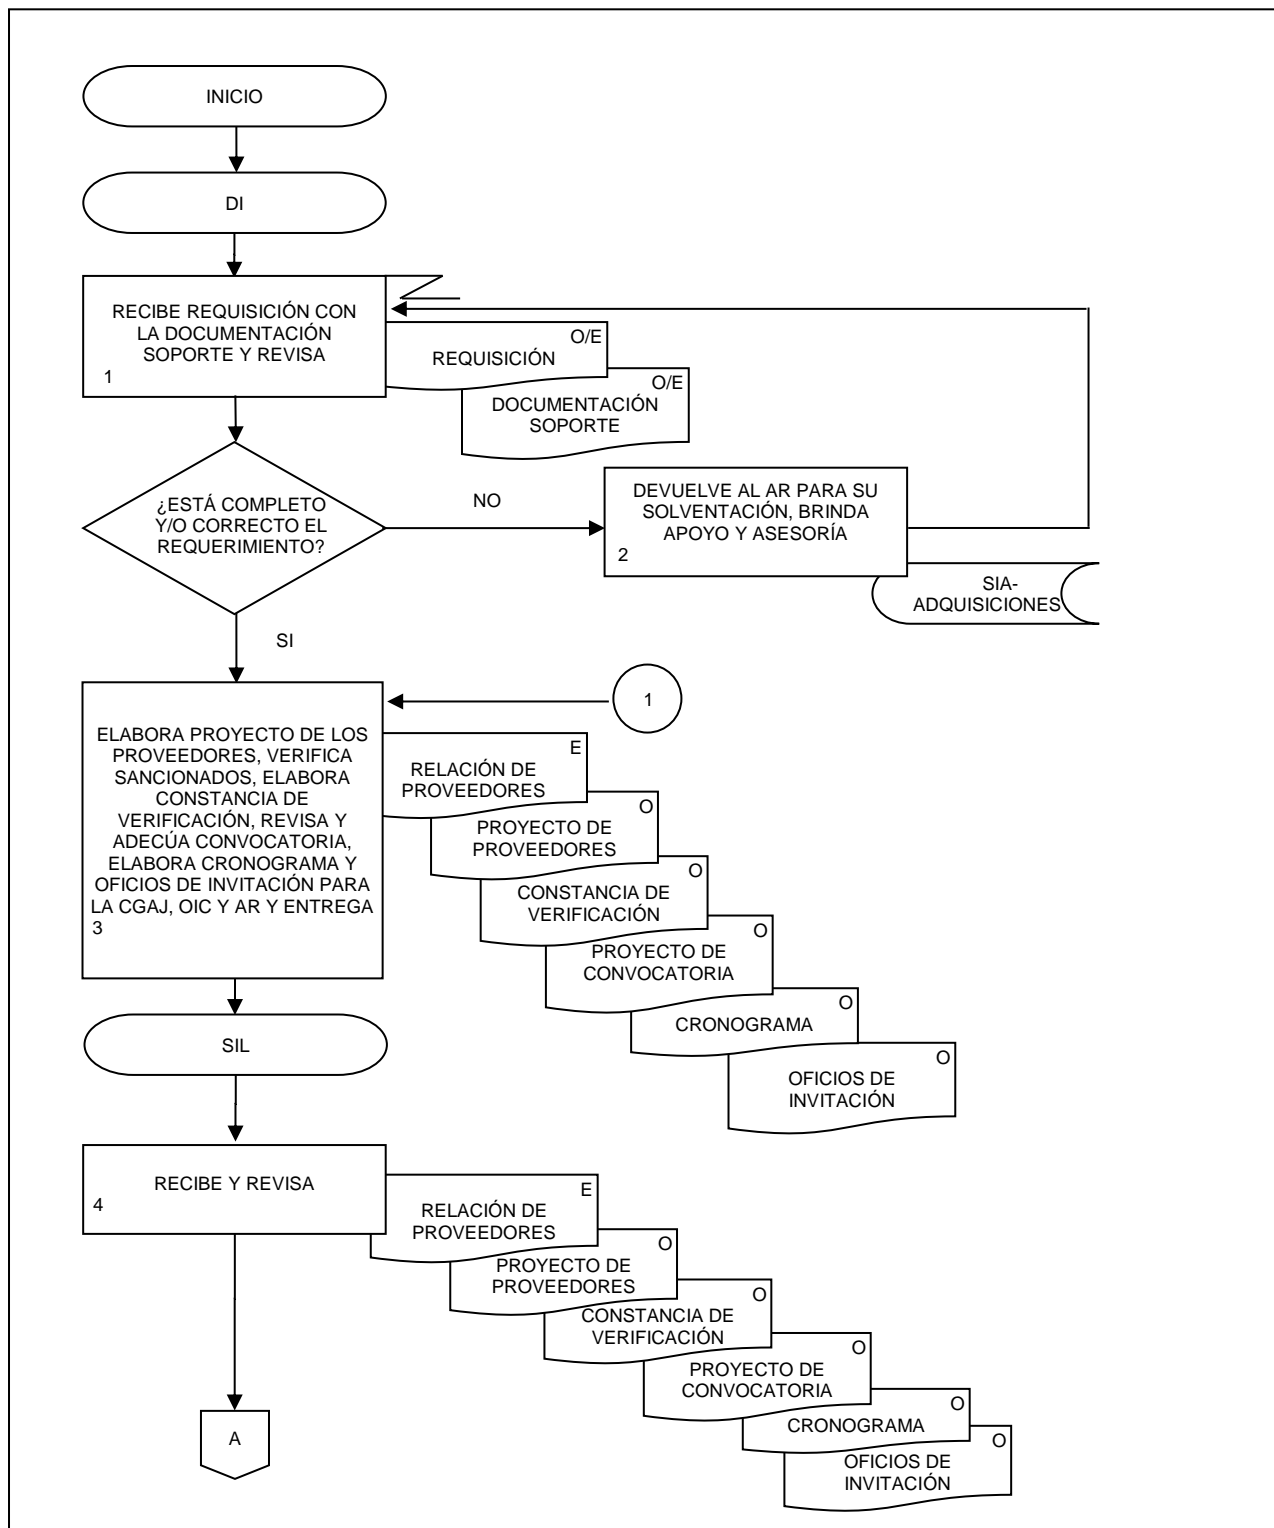 INICIO
DI
RECIBE REQUISICIÓN CON
LA DOCUMENTACIÓN
SOPORTE Y REVISA
1
O/E
REQUISICIÓN
O/E
DOCUMENTACIÓN
SOPORTE
¿ESTÁ COMPLETO
Y/O CORRECTO EL
REQUERIMIENTO?
NO
DEVUELVE AL AR PARA SU
SOLVENTACIÓN, BRINDA
APOYO Y ASESORÍA
2
SIA-
ADQUISICIONES
SI
1
ELABORA PROYECTO DE LOS
PROVEEDORES, VERIFICA
SANCIONADOS, ELABORA
CONSTANCIA DE
VERIFICACIÓN, REVISA Y
ADECÚA CONVOCATORIA,
ELABORA CRONOGRAMA Y
OFICIOS DE INVITACIÓN PARA
LA CGAJ, OIC Y AR Y ENTREGA
3
E
RELACIÓN DE
PROVEEDORES
O
PROYECTO DE
PROVEEDORES
O
CONSTANCIA DE
VERIFICACIÓN
O
PROYECTO DE
CONVOCATORIA
O
CRONOGRAMA
O
OFICIOS DE
INVITACIÓN
SIL
RECIBE Y REVISA
4
E
RELACIÓN DE
PROVEEDORES
O
PROYECTO DE
PROVEEDORES
O
CONSTANCIA DE
VERIFICACIÓN
O
PROYECTO DE
CONVOCATORIA
O
CRONOGRAMA
O
OFICIOS DE
INVITACIÓN
A